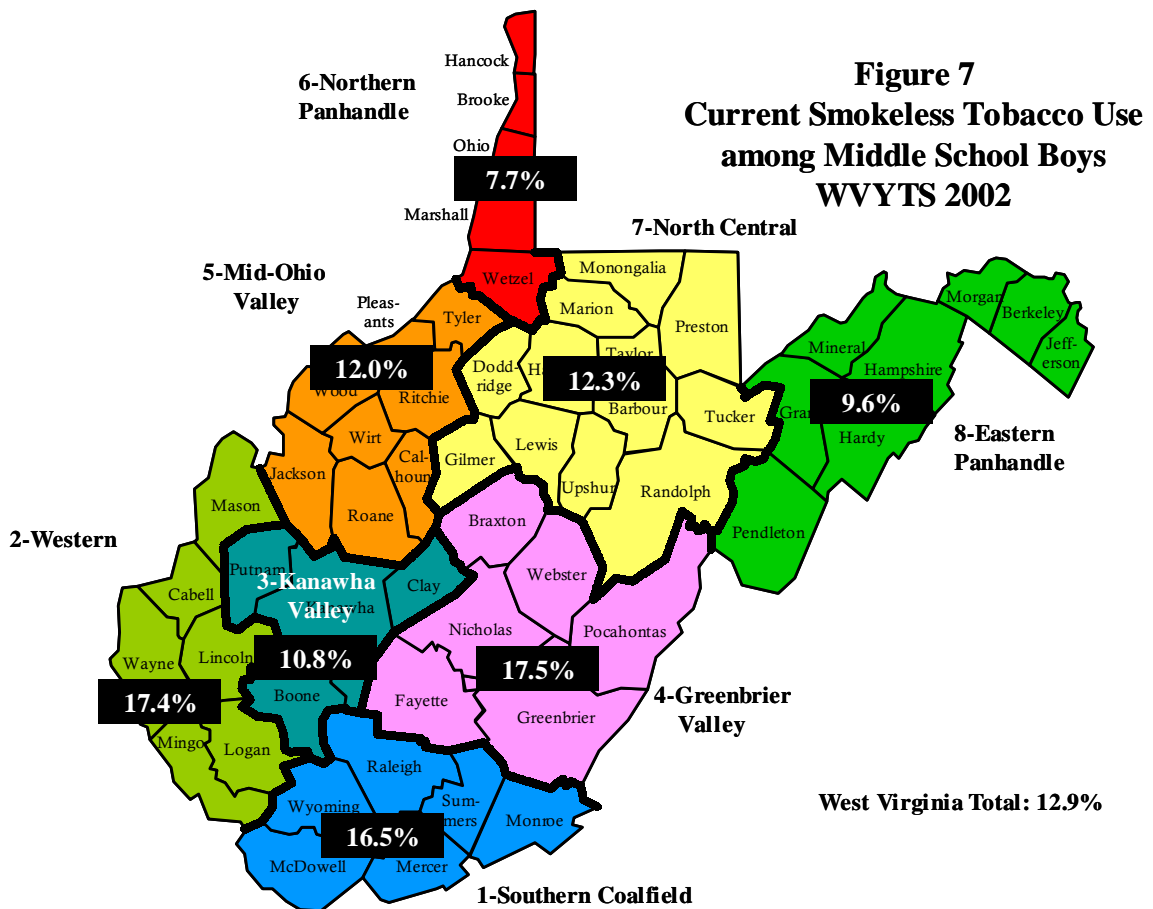 Figure 7
Current Smokeless Tobacco Use
among Middle School Boys
WVYTS 2002
6-Northern
Panhandle
Hancock
Brooke
Ohio
7.7%
Marshall
Wetzel
7-North Central
Monongalia
Marion
Preston
Taylor
Dodd-
ridge
12.3%
Barbour
Tucker
Lewis
Gilmer
Upshur
Randolph
5-Mid-Ohio
Valley
Pleas-
ants
Tyler
12.0%
Wood
Ritchie
Wirt
Cal-
houn
Jackson
Roane
Morgan
Berkeley
Jeff-
erson
Mineral
Hampshire
9.6%
Hardy
Pendleton
8-Eastern
Panhandle
2-Western
Mason
Cabell
Wayne
Lincoln
17.4%
Mingo
Logan
Putnam
3-Kanawha
Valley
Clay
10.8%
Boone
Braxton
Webster
Nicholas
Pocahontas
17.5%
Fayette
Greenbrier
4-Greenbrier
Valley
Raleigh
Wyoming
Sum-
mers
Monroe
16.5%
McDowell
Mercer
1-Southern Coalfield
West Virginia Total: 12.9%